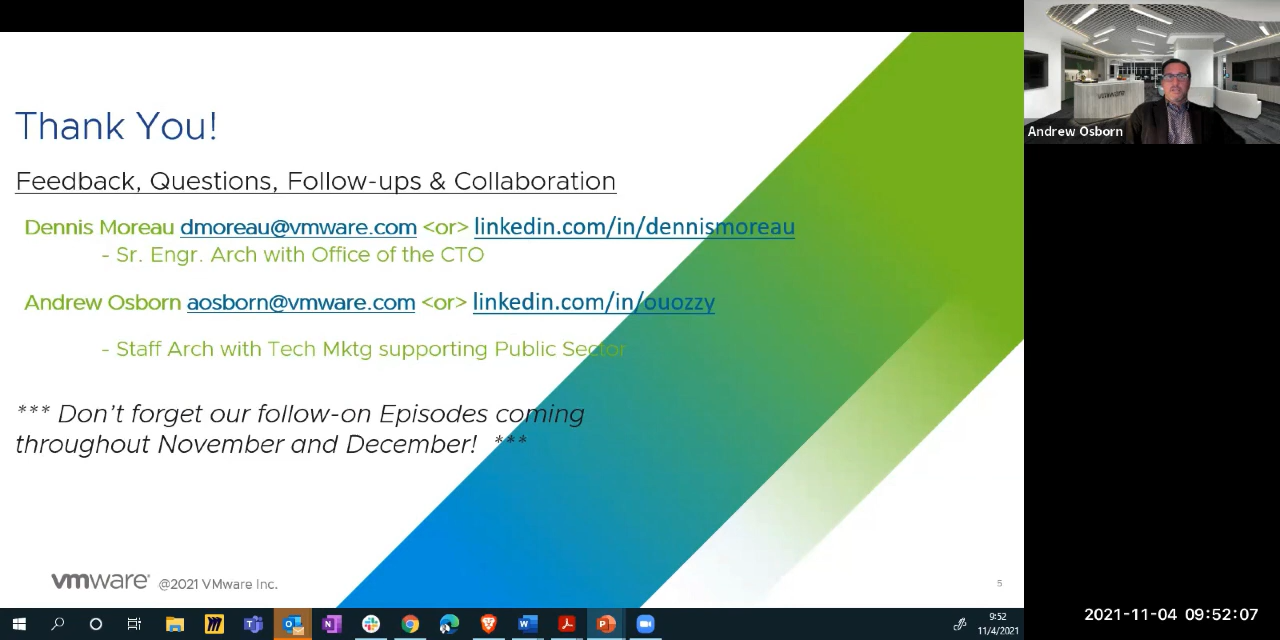 Thank You!
Feedback, Questions, Follow-ups & Collaboration
Dennis Moreau dmoreau@vmware.com <or> linkedin.com/in/dennismoreau
- Sr. Engr. Arch with Office of the CTO
Andrew Osborn aosborn@vmware.com <or> linkedin.com/in/ouozzy
- Staff Arch with Tech Mktg supporting Public Sector
*** Don't forget our follow-on Episodes coming
throughout November and December! ***
vmware @2021 VMware Inc.
5
vmware
Andrew Osborn
9:52
11/4/2021
2021-11-04 09:52:07